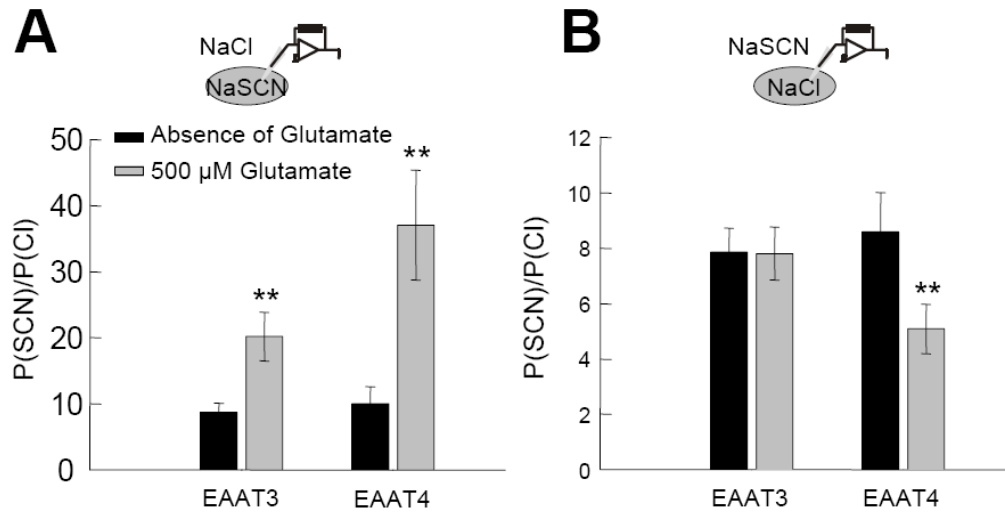 A
NaCl
NaSCN
Absence of Glutamate
500 µM Glutamate
P(SCN)/P(Cl)
50
40
30
20
10
0
**
**
EAAT3
EAAT4
B
NaSCN
NaCl
P(SCN)/P(Cl)
12
10
8
6
4
2
0
**
EAAT3
EAAT4